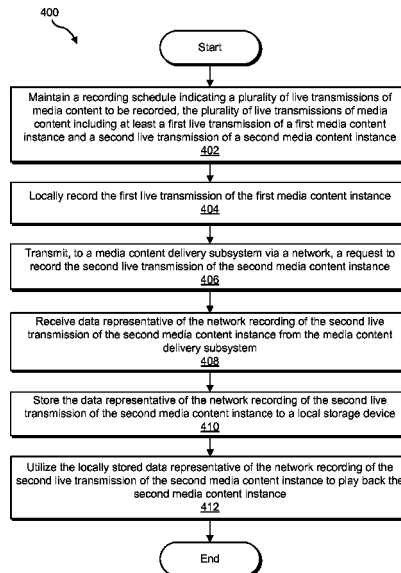 400
Start
Maintain a recording schedule indicating a plurality of live transmissions of
media content to be recorded, the plurality of live transmissions of media
content including at least a first live transmission of a first media content
instance and a second live transmission of a second media content instance
402
Locally record the first live transmission of the first media content instance
404
Transmit, to a media content delivery subsystem via a network, a request to
record the second live transmission of the second media content instance
406
Receive data representative of the network recording of the second live
transmission of the second media content instance from the media content
delivery subsystem
408
Store the data representative of the network recording of the second live
transmission of the second media content instance to a local storage device
410
Utilize the locally stored data representative of the network recording of the
second live transmission of the second media content instance to play back the
second media content instance
412
End